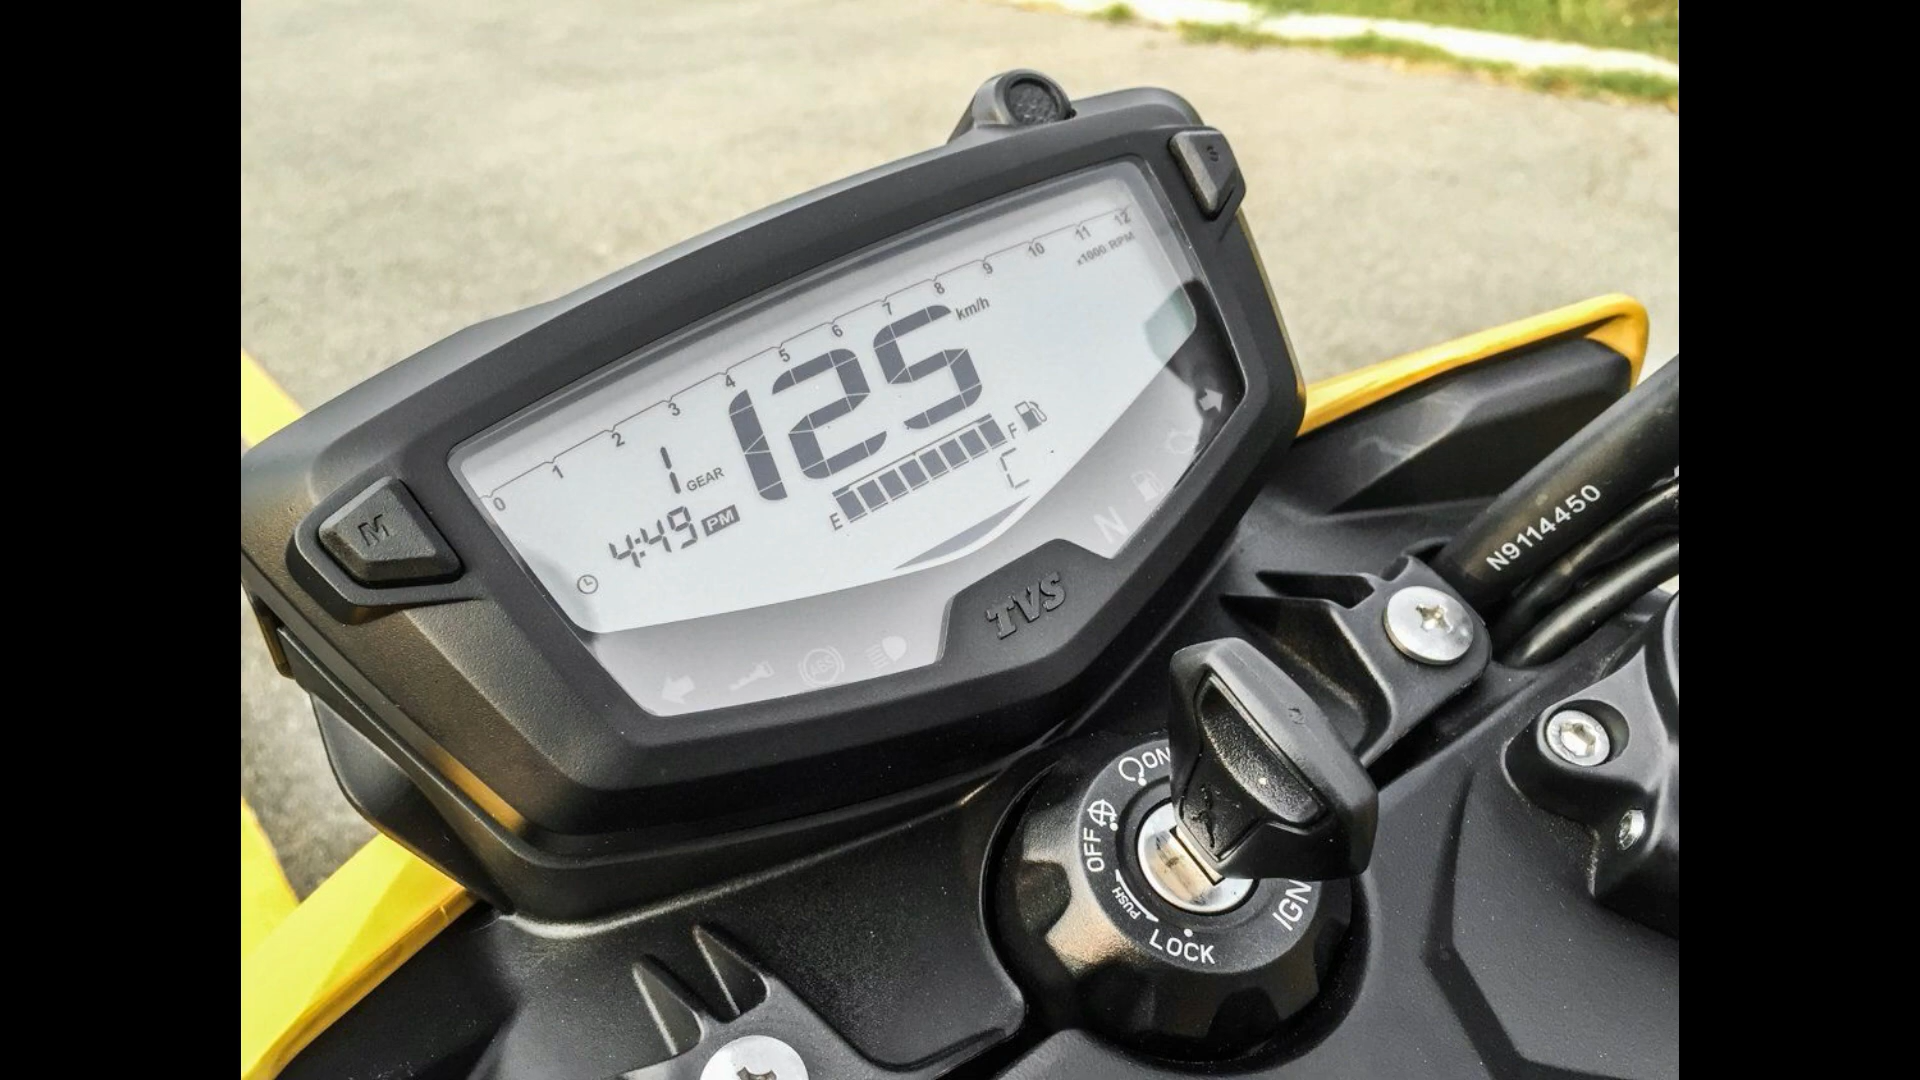 S
0 1 2 3 4 5 6 7 8 9 10 11 12
x1000 RPM
125 km/h
1 GEAR
4:49 PM
E F
C
N
ABS
M
TVS
N9114450
ON
OFF
PUSH
LOCK
IGN